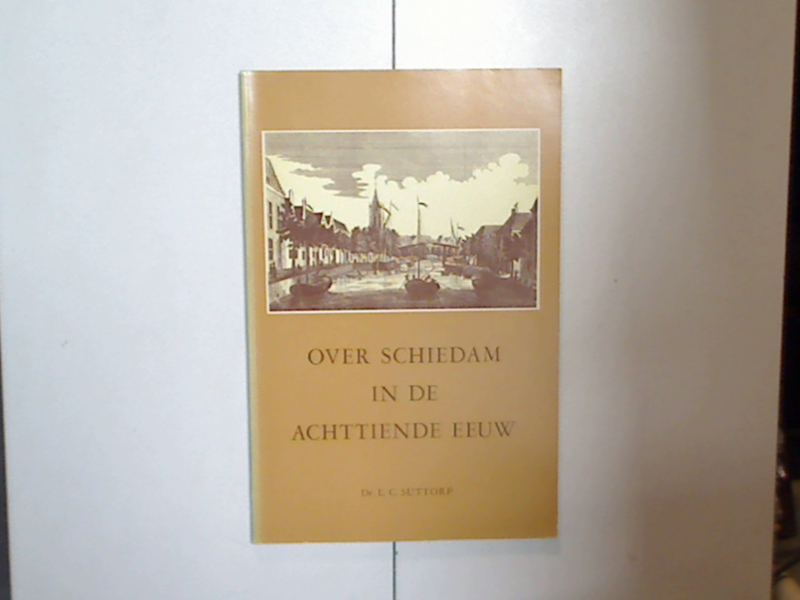 OVER SCHIEDAM
IN DE
ACHTTIENDE EEUW
Dr. L. C. SUTTORP